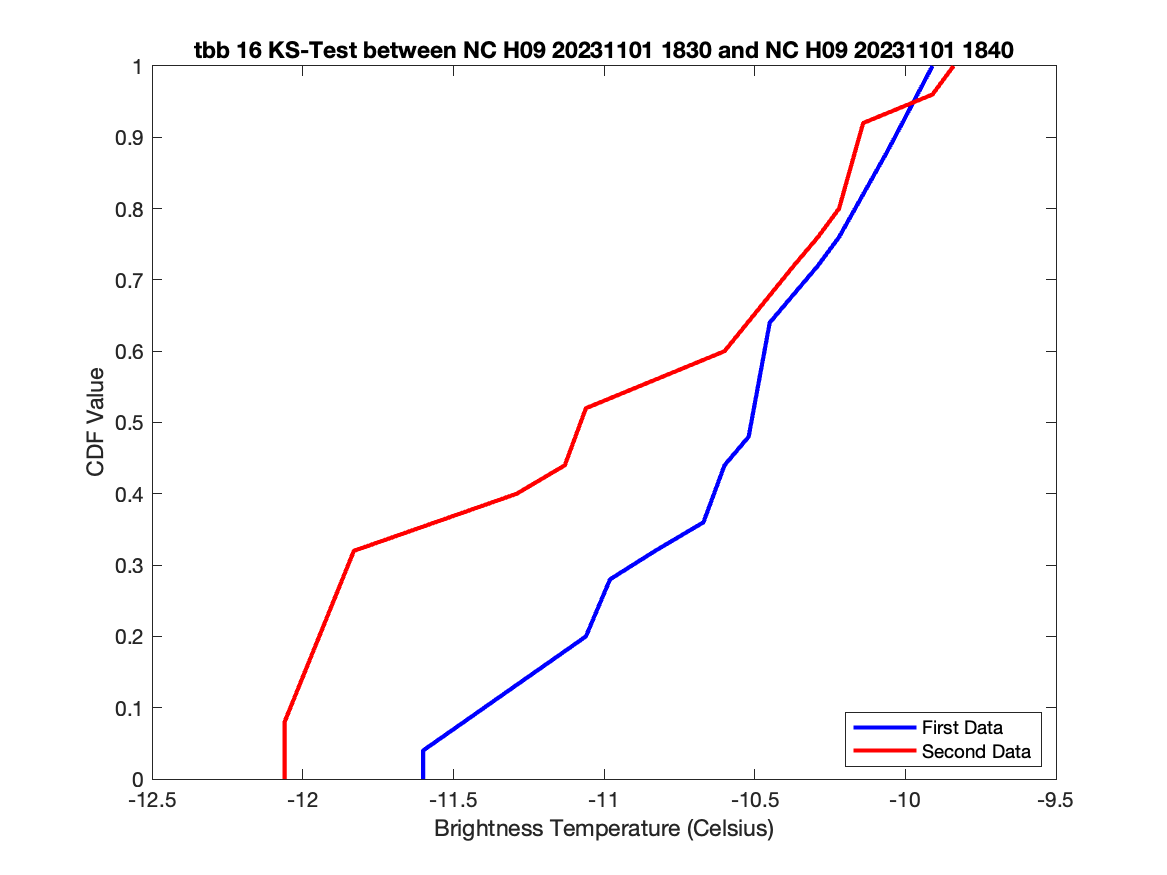 tbb 16 KS-Test between NC H09 20231101 1830 and NC H09 20231101 1840
1
0.9
0.8
0.7
0.6
0.5
0.4
0.3
0.2
0.1
0
CDF Value
First Data
Second Data
-12.5 -12 -11.5 -11 -10.5 -10 -9.5
Brightness Temperature (Celsius)